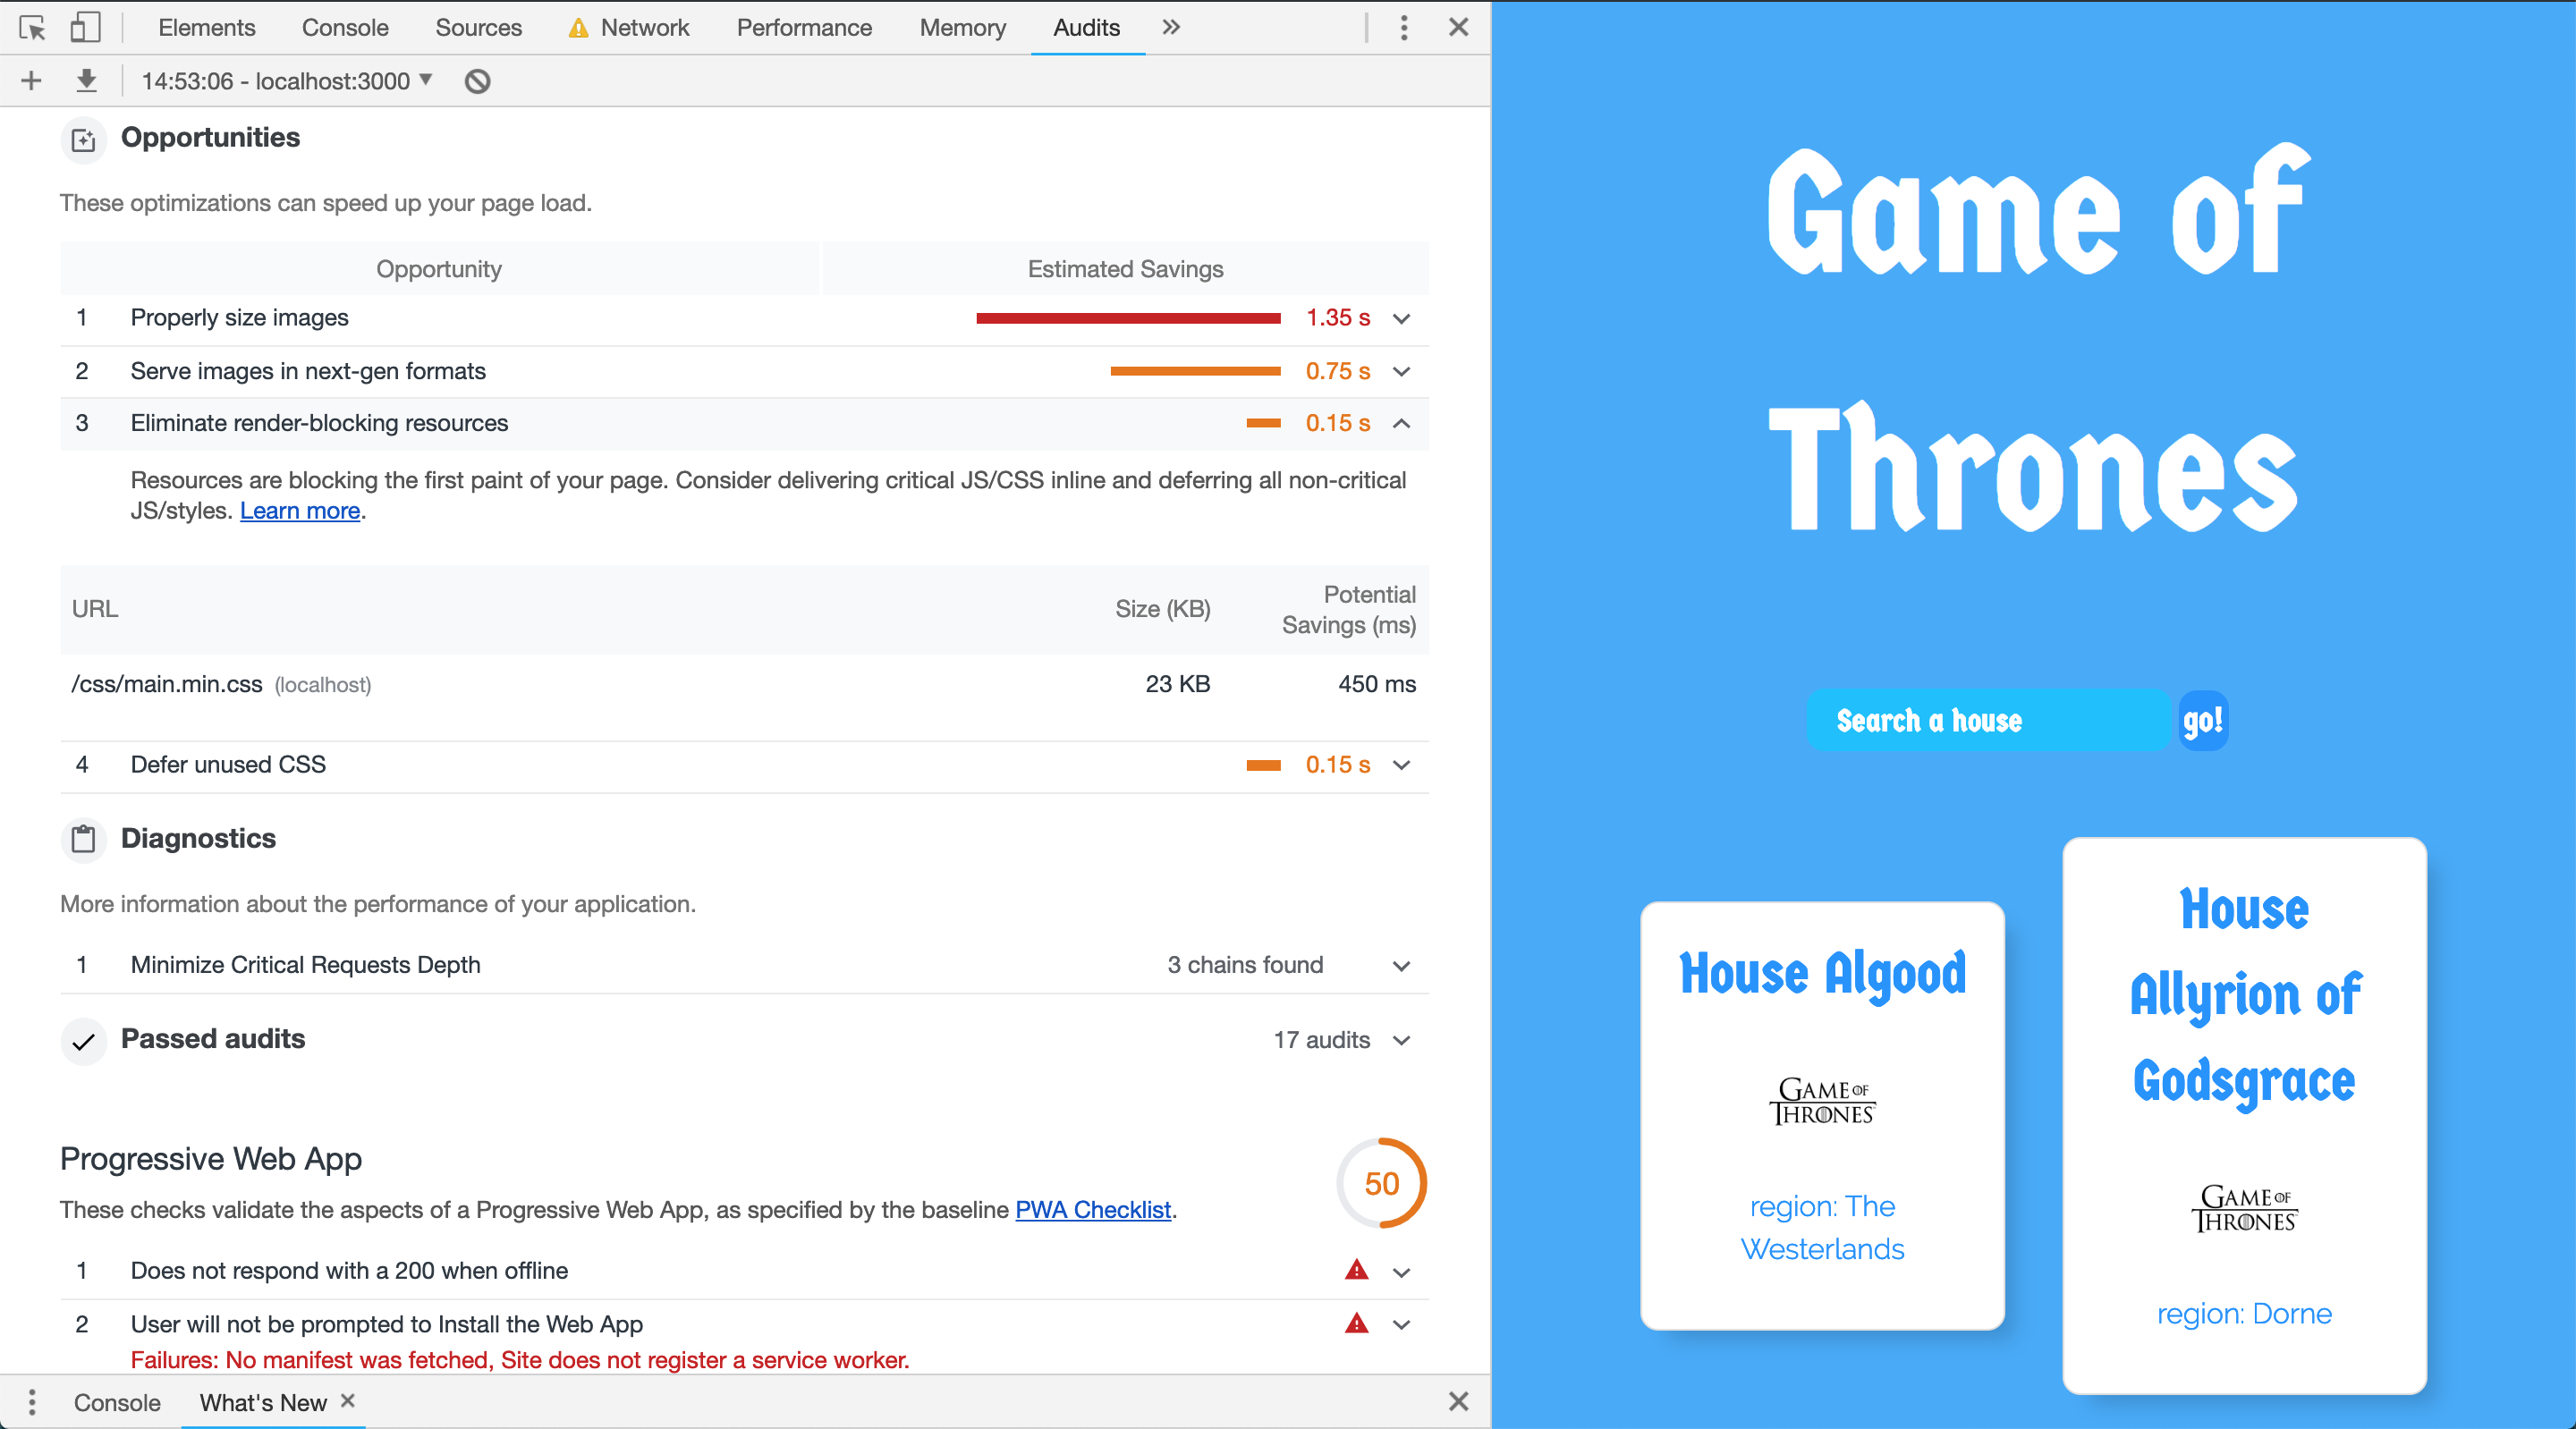 Elements Console Sources Network Performance Memory Audits
14:53:06 - localhost:3000
Opportunities
These optimizations can speed up your page load.
Opportunity Estimated Savings
1 Properly size images 1.35 s
2 Serve images in next-gen formats 0.75 s
3 Eliminate render-blocking resources 0.15 s
Resources are blocking the first paint of your page. Consider delivering critical JS/CSS inline and deferring all non-critical
JS/styles. Learn more.
URL Size (KB) Potential
Savings (ms)
/css/main.min.css (localhost) 23 KB 450 ms
4 Defer unused CSS 0.15 s
Diagnostics
More information about the performance of your application.
1 Minimize Critical Requests Depth 3 chains found
Passed audits 17 audits
Progressive Web App
50
These checks validate the aspects of a Progressive Web App, as specified by the baseline PWA Checklist.
1 Does not respond with a 200 when offline
2 User will not be prompted to Install the Web App
Failures: No manifest was fetched, Site does not register a service worker.
Console What's New
Game of
Thrones
Search a house go!
House Algood
GAME OF
THRONES
region: The
Westerlands
House
Allyrion of
Godsgrace
GAME OF
THRONES
region: Dorne